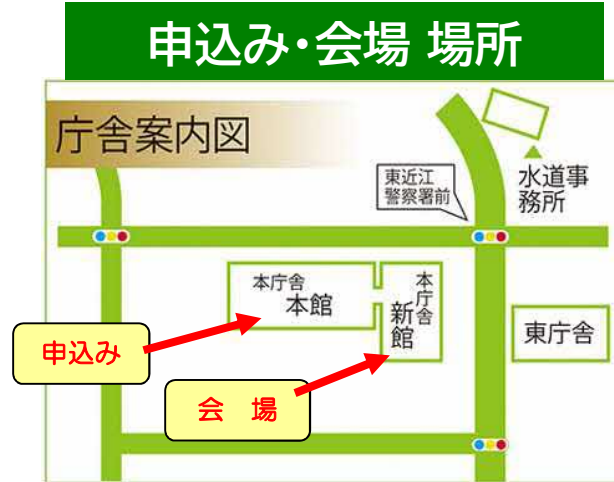 申込み・会場 場所
庁舎案内図
東近江
警察署前
水道事
務所
本庁舎
本館
本庁舎
新館
東庁舎
申込み
会 場